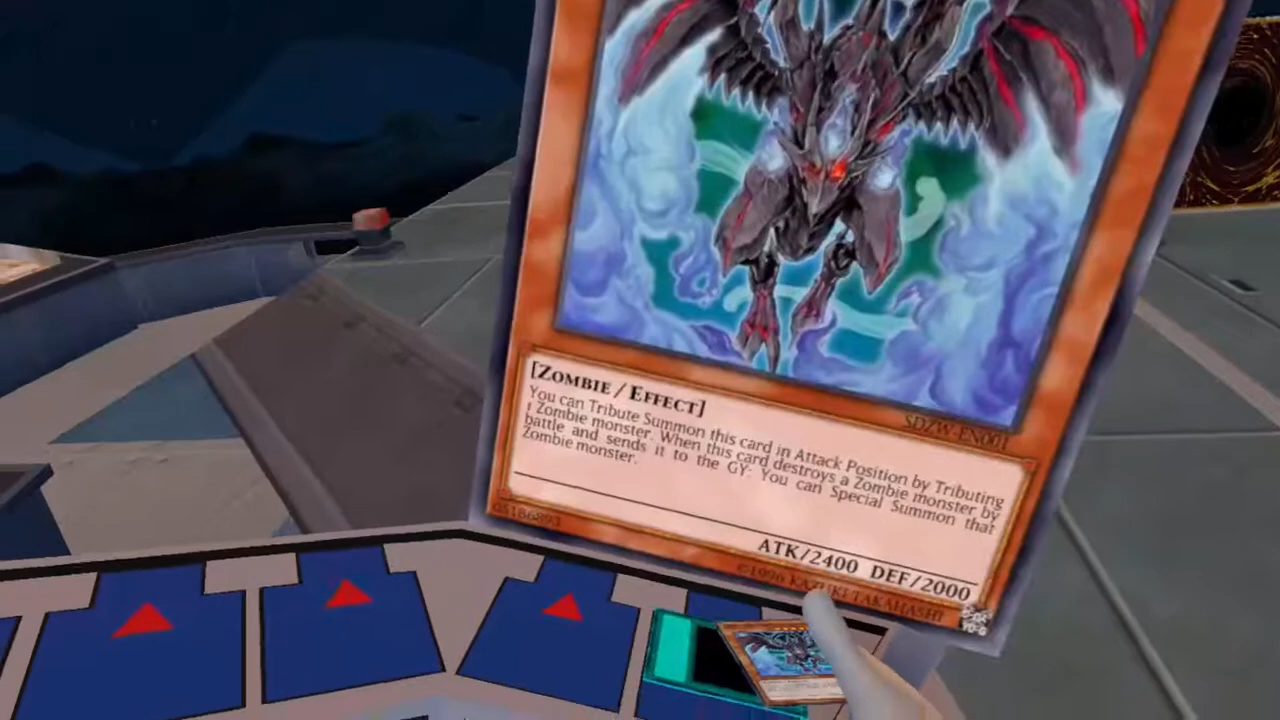 [ZOMBIE / EFFECT]
You can Tribute Summon this card in Attack Position by Tributing
1 Zombie monster. When this card destroys a Zombie monster by
battle and sends it to the GY: You can Special Summon that
Zombie monster.
SDZW-EN001
ATK/2400 DEF/2000
05186893
©1996 KAZUKI TAKAHASHI